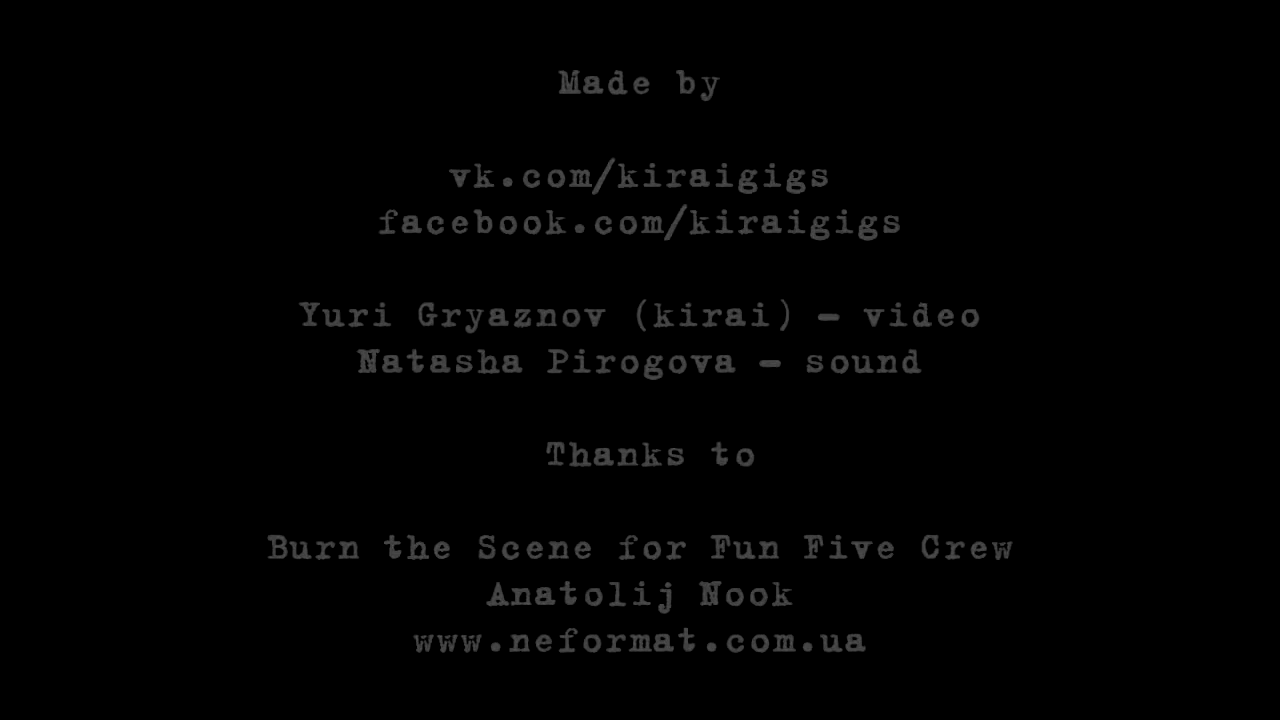 Made by
vk.com/kiraigigs
facebook.com/kiraigigs
Yuri Gryaznov (kirai) – video
Natasha Pirogova – sound
Thanks to
Burn the Scene for Fun Five Crew
Anatolij Nook
www.neformat.com.ua